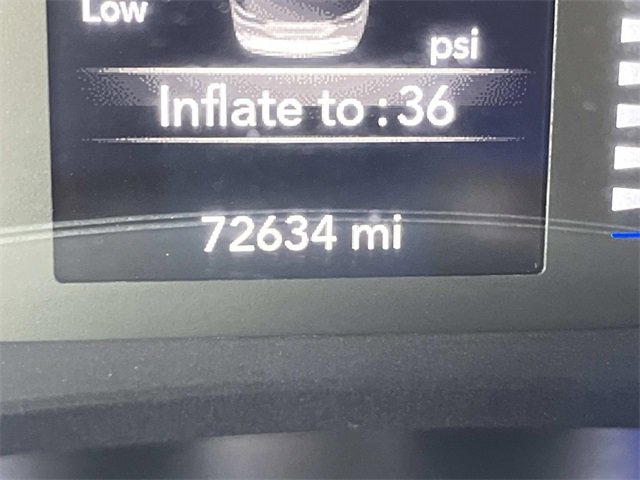 Low
psi
Inflate to : 36
72634 mi